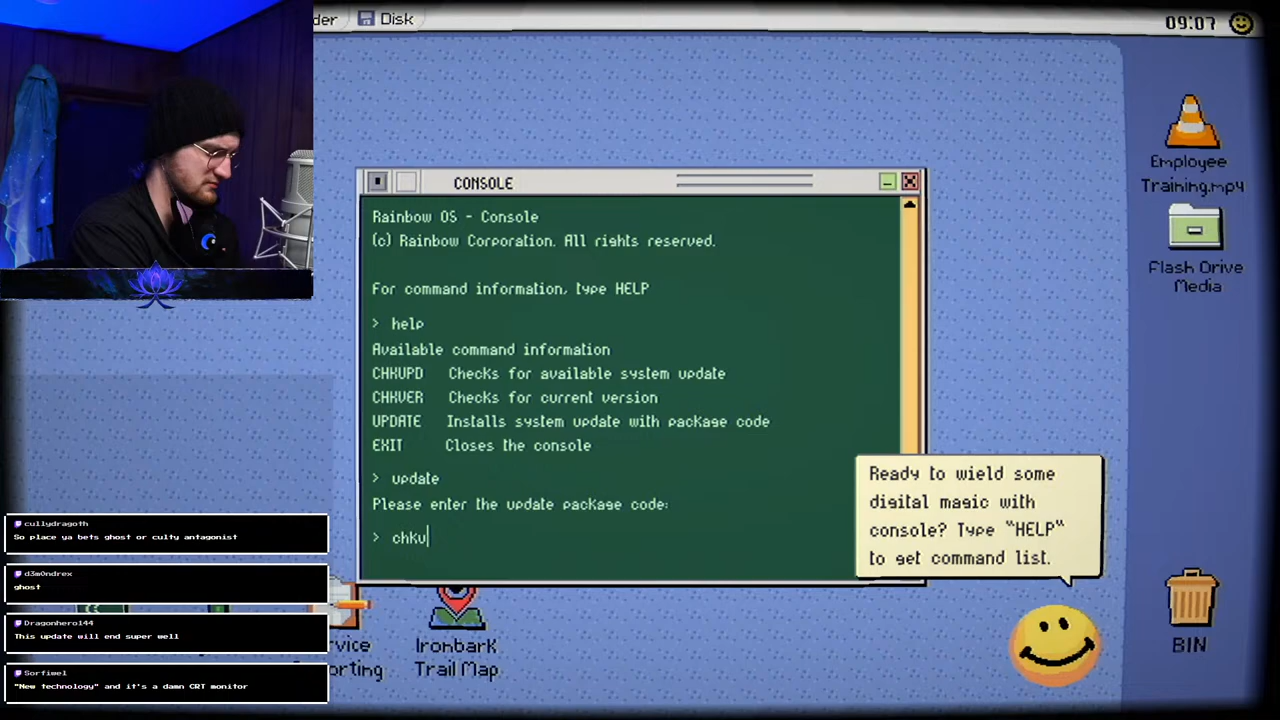 der
Disk
09:07
Employee
Training.mp4
Flash Drive
Media
CONSOLE
Rainbow OS - Console
(c) Rainbow Corporation. All rights reserved.
For command information, type HELP
> help
Available command information
CHKUPD Checks for available system update
CHKVER Checks for current version
UPDATE Installs system update with package code
EXIT Closes the console
> update
Please enter the update package code:
> chku
Ready to wield some
digital magic with
console? Type "HELP"
to get command list.
cullydragoth
So place ya bets ghost or culty antagonist
d3m0ndrex
ghost
Dragonhero144
This update will end super well
Sorfiwel
"New technology" and it's a damn CRT monitor
rvice
orting
Ironbark
Trail Map
BIN